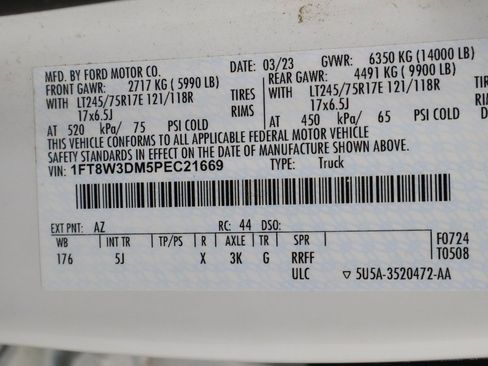 MFD. BY FORD MOTOR CO.
DATE: 03/23 GVWR: 6350 KG (14000 LB)
FRONT GAWR: 2717 KG (5990 LB) REAR GAWR: 4491 KG (9900 LB)
WITH LT245/75R17E 121/118R TIRES WITH LT245/75R17E 121/118R
17x6.5J RIMS 17x6.5J
AT 520 kPa/ 75 PSI COLD AT 450 kPa/ 65 PSI COLD
THIS VEHICLE CONFORMS TO ALL APPLICABLE FEDERAL MOTOR VEHICLE
SAFETY STANDARDS IN EFFECT ON THE DATE OF MANUFACTURE SHOWN ABOVE.
VIN: 1FT8W3DM5PEC21669 TYPE: Truck
EXT PNT: AZ RC: 44 DSO:
WB INT TR TP/PS R AXLE TR SPR F0724
176 5J X 3K G RRFF T0508
ULC ▽ 5U5A-3520472-AA